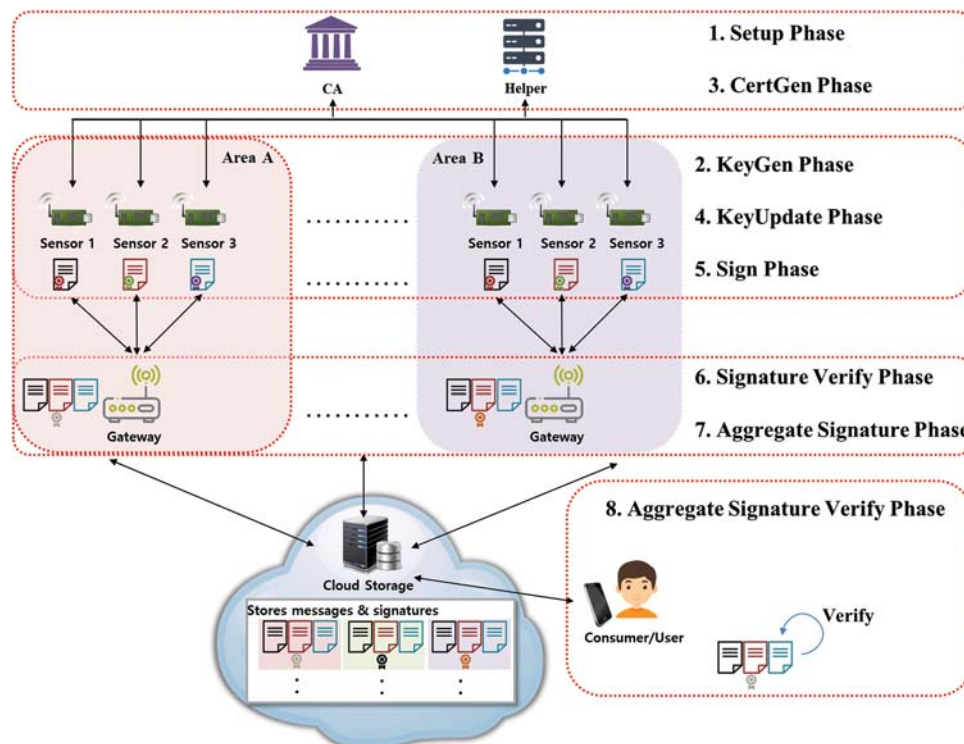 1. Setup Phase
3. CertGen Phase
CA
Helper
Area A
Area B
2. KeyGen Phase
4. KeyUpdate Phase
5. Sign Phase
Sensor 1
Sensor 2
Sensor 3
Sensor 1
Sensor 2
Sensor 3
6. Signature Verify Phase
7. Aggregate Signature Phase
Gateway
Gateway
8. Aggregate Signature Verify Phase
Cloud Storage
Stores messages & signatures
Consumer/User
Verify